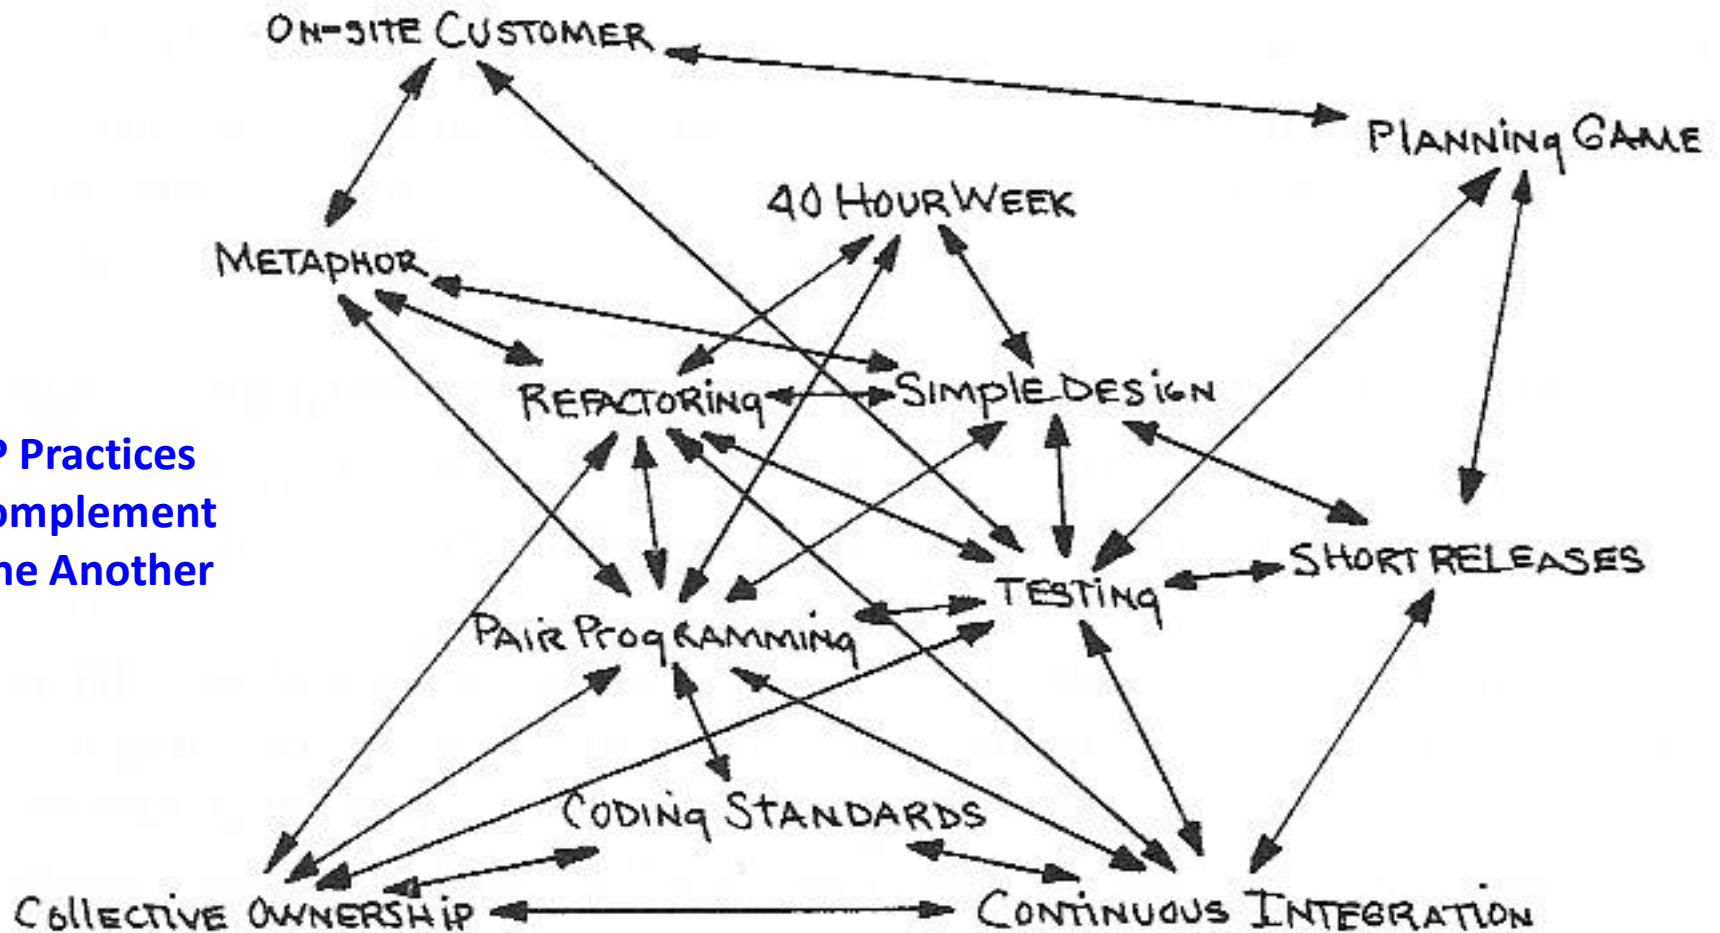 ON-SITE CUSTOMER
PLANNING GAME
40 HOUR WEEK
METAPHOR
REFACTORING
SIMPLE DESIGN
P Practices
omplement
ne Another
SHORT RELEASES
TESTING
PAIR PROGRAMMING
CODING STANDARDS
COLLECTIVE OWNERSHIP
CONTINUOUS INTEGRATION